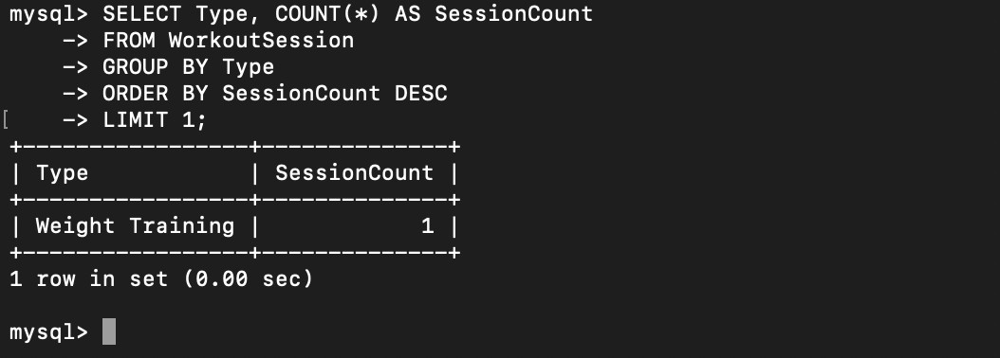 mysql> SELECT Type, COUNT(*) AS SessionCount
    -> FROM WorkoutSession
    -> GROUP BY Type
    -> ORDER BY SessionCount DESC
[    -> LIMIT 1;
+-----------------+--------------+
| Type            | SessionCount |
+-----------------+--------------+
| Weight Training |            1 |
+-----------------+--------------+
1 row in set (0.00 sec)
mysql>